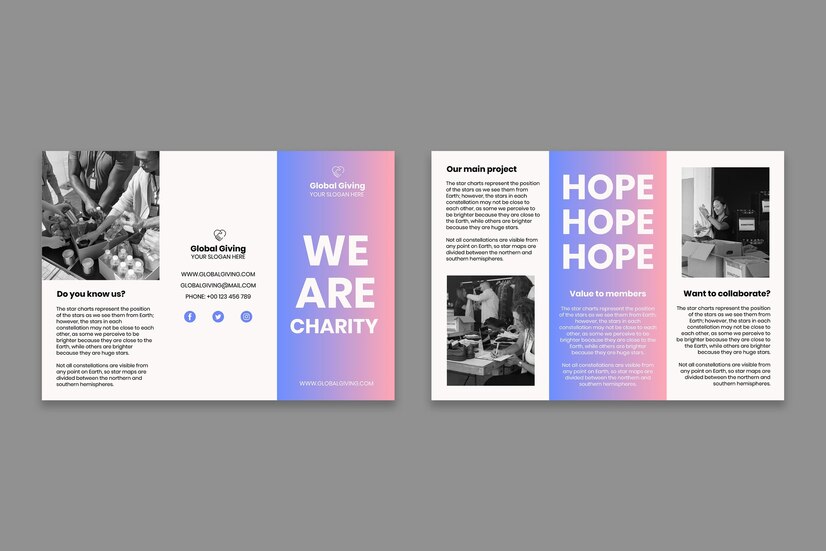 Do you know us?
The star charts represent the position
of the stars as we see them from Earth;
however, the stars in each
constellation may not be close to each
other, as some we perceive to be
brighter because they are close to the
Earth, while others are brighter
because they are huge stars.
Not all constellations are visible from
any point on Earth, so star maps are
divided between the northern and
southern hemispheres.
Global Giving
YOUR SLOGAN HERE
WWW.GLOBALGIVING.COM
GLOBALGIVING@MAIL.COM
PHONE: +00 123 456 789
Global Giving
YOUR SLOGAN HERE
WE
ARE
CHARITY
WWW.GLOBALGIVING.COM
Our main project
The star charts represent the position
of the stars as we see them from
Earth; however, the stars in each
constellation may not be close to
each other, as some we perceive to
be brighter because they are close to
the Earth, while others are brighter
because they are huge stars.
Not all constellations are visible from
any point on Earth, so star maps are
divided between the northern and
southern hemispheres.
HOPE
HOPE
HOPE
Value to members
The star charts represent the position
of the stars as we see them from Earth;
however, the stars in each
constellation may not be close to each
other, as some we perceive to be
brighter because they are close to the
Earth, while others are brighter
because they are huge stars.
Not all constellations are visible from
any point on Earth, so star maps are
divided between the northern and
southern hemispheres.
Want to collaborate?
The star charts represent the position
of the stars as we see them from
Earth; however, the stars in each
constellation may not be close to
each other, as some we perceive to
be brighter because they are close to
the Earth, while others are brighter
because they are huge stars.
Not all constellations are visible from
any point on Earth, so star maps are
divided between the northern and
southern hemispheres.